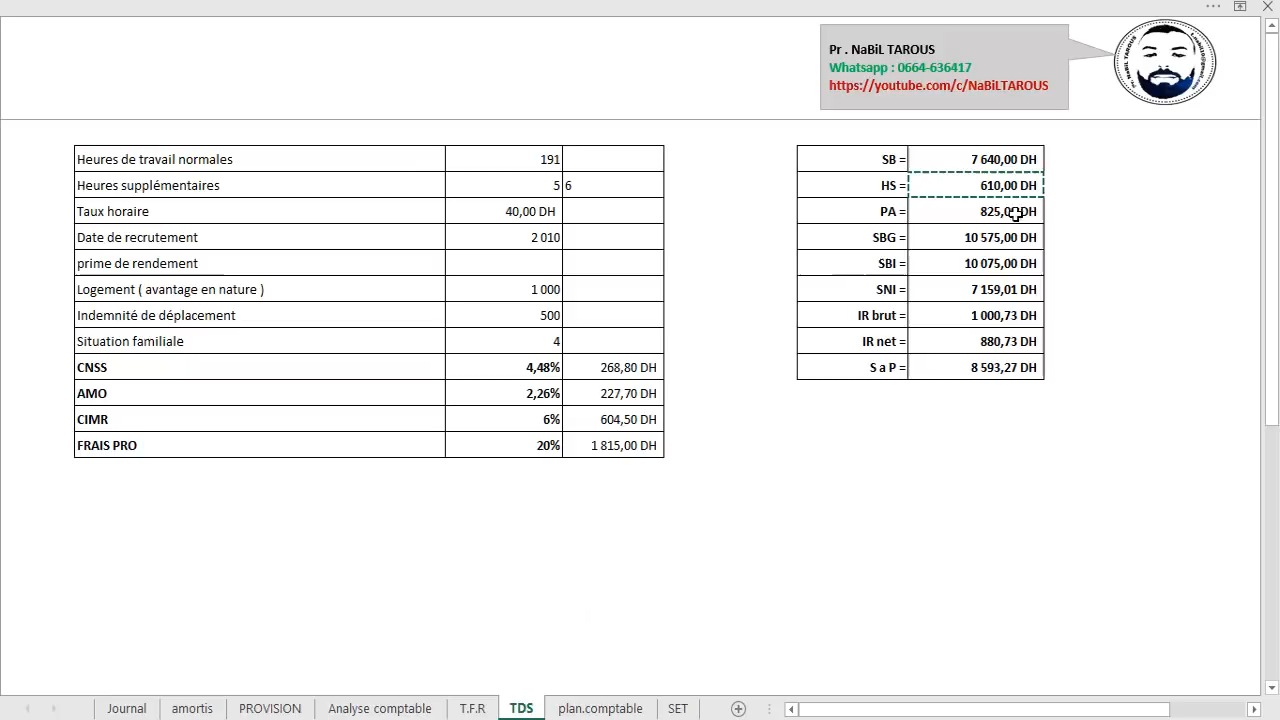 Pr . NaBiL TAROUS
Whatsapp : 0664-636417
https://youtube.com/c/NaBiLTAROUS
Heures de travail normales 191
Heures supplémentaires 5 6
Taux horaire 40,00 DH
Date de recrutement 2 010
prime de rendement
Logement ( avantage en nature ) 1 000
Indemnité de déplacement 500
Situation familiale 4
CNSS 4,48% 268,80 DH
AMO 2,26% 227,70 DH
CIMR 6% 604,50 DH
FRAIS PRO 20% 1 815,00 DH
SB = 7 640,00 DH
HS = 610,00 DH
PA = 825,00 DH
SBG = 10 575,00 DH
SBI = 10 075,00 DH
SNI = 7 159,01 DH
IR brut = 1 000,73 DH
IR net = 880,73 DH
S a P = 8 593,27 DH
Journal amortis PROVISION Analyse comptable T.F.R TDS plan.comptable SET